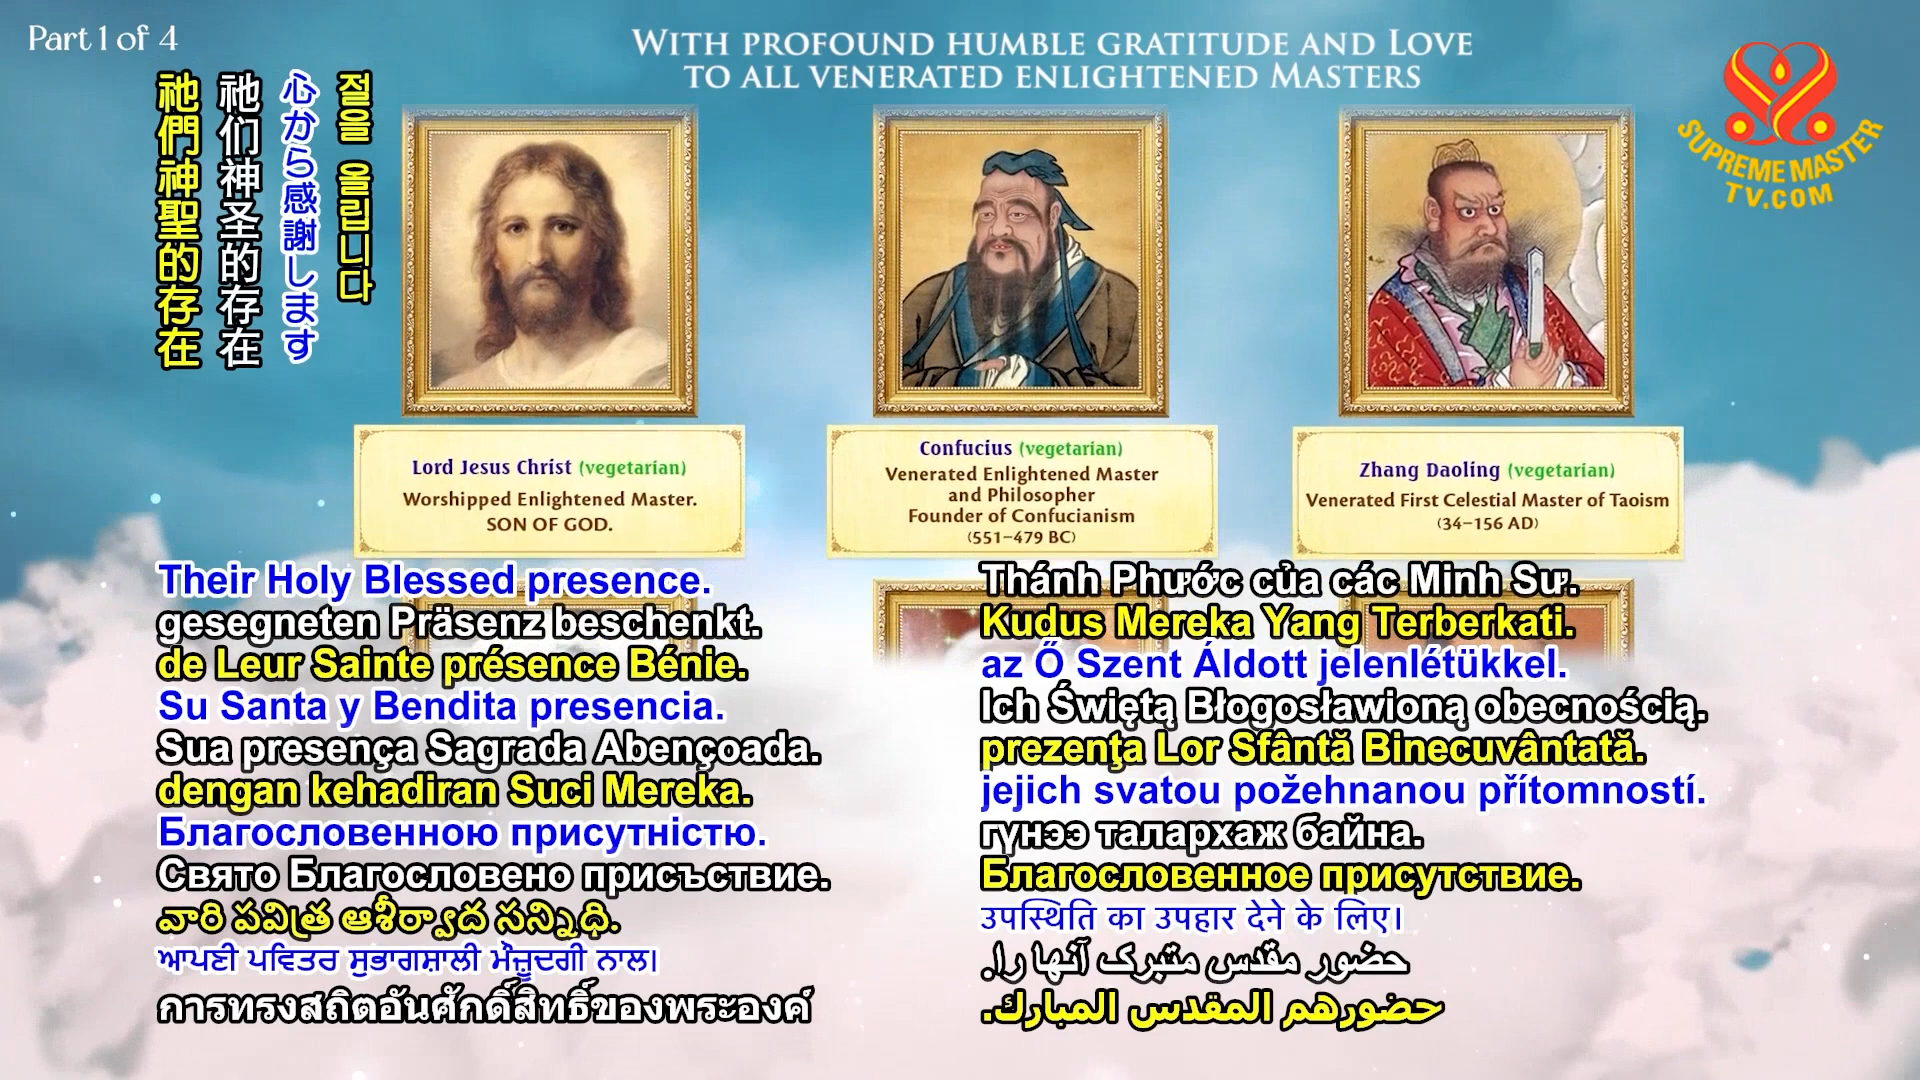 Part 1 of 4
WITH PROFOUND HUMBLE GRATITUDE AND LOVE
TO ALL VENERATED ENLIGHTENED MASTERS
SUPREME MASTER
TV.COM
祂們神聖的存在
祂们神圣的存在
心から感謝します
절을 올립니다
Lord Jesus Christ (vegetarian)
Worshipped Enlightened Master.
SON OF GOD.
Confucius (vegetarian)
Venerated Enlightened Master
and Philosopher
Founder of Confucianism
(551–479 BC)
Zhang Daoling (vegetarian)
Venerated First Celestial Master of Taoism
(34–156 AD)
Their Holy Blessed presence.
gesegneten Präsenz beschenkt.
de Leur Sainte présence Bénie.
Su Santa y Bendita presencia.
Sua presença Sagrada Abençoada.
dengan kehadiran Suci Mereka.
Благословенною присутністю.
Свято Благословено присъствие.
వారి పవిత్ర ఆశీర్వాద సన్నిధి.
ਆਪਣੀ ਪਵਿਤਰ ਸੁਭਾਗਸ਼ਾਲੀ ਮੌਜੂਦਗੀ ਨਾਲ।
การทรงสถิตอันศักดิ์สิทธิ์ของพระองค์
Thánh Phước của các Minh Sư.
Kudus Mereka Yang Terberkati.
az Ő Szent Áldott jelenlétükkel.
Ich Świętą Błogosławioną obecnością.
prezenţa Lor Sfântă Binecuvântată.
jejich svatou požehnanou přítomností.
гүнээ талархаж байна.
Благословенное присутствие.
उपस्थिति का उपहार देने के लिए।
حضور مقدس متبرک آنها را.
حضورهم المقدس المبارك.